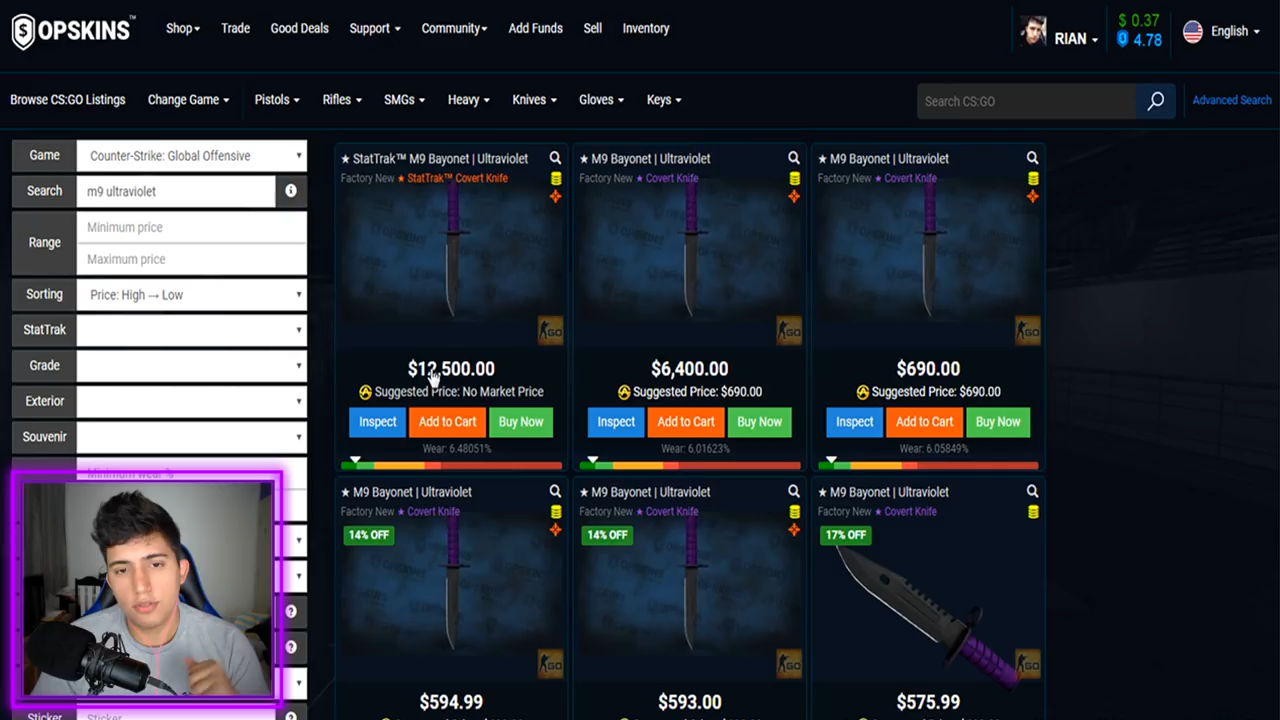 OPSKINS™
Shop
Trade
Good Deals
Support
Community
Add Funds
Sell
Inventory
RIAN
$ 0.37
4.78
English
Browse CS:GO Listings
Change Game
Pistols
Rifles
SMGs
Heavy
Knives
Gloves
Keys
Search CS:GO
Advanced Search
Game
Counter-Strike: Global Offensive
Search
m9 ultraviolet
Range
Minimum price
Maximum price
Sorting
Price: High → Low
StatTrak
Grade
Exterior
Souvenir
Sticker
Sticker
★ StatTrak™ M9 Bayonet | Ultraviolet
Factory New ★ StatTrak™ Covert Knife
$12,500.00
Suggested Price: No Market Price
Inspect
Add to Cart
Buy Now
Wear: 6.48051%
★ M9 Bayonet | Ultraviolet
Factory New ★ Covert Knife
$6,400.00
Suggested Price: $690.00
Inspect
Add to Cart
Buy Now
Wear: 6.01623%
★ M9 Bayonet | Ultraviolet
Factory New ★ Covert Knife
$690.00
Suggested Price: $690.00
Inspect
Add to Cart
Buy Now
Wear: 6.05849%
★ M9 Bayonet | Ultraviolet
Factory New ★ Covert Knife
14% OFF
$594.99
★ M9 Bayonet | Ultraviolet
Factory New ★ Covert Knife
14% OFF
$593.00
★ M9 Bayonet | Ultraviolet
Factory New ★ Covert Knife
17% OFF
$575.99